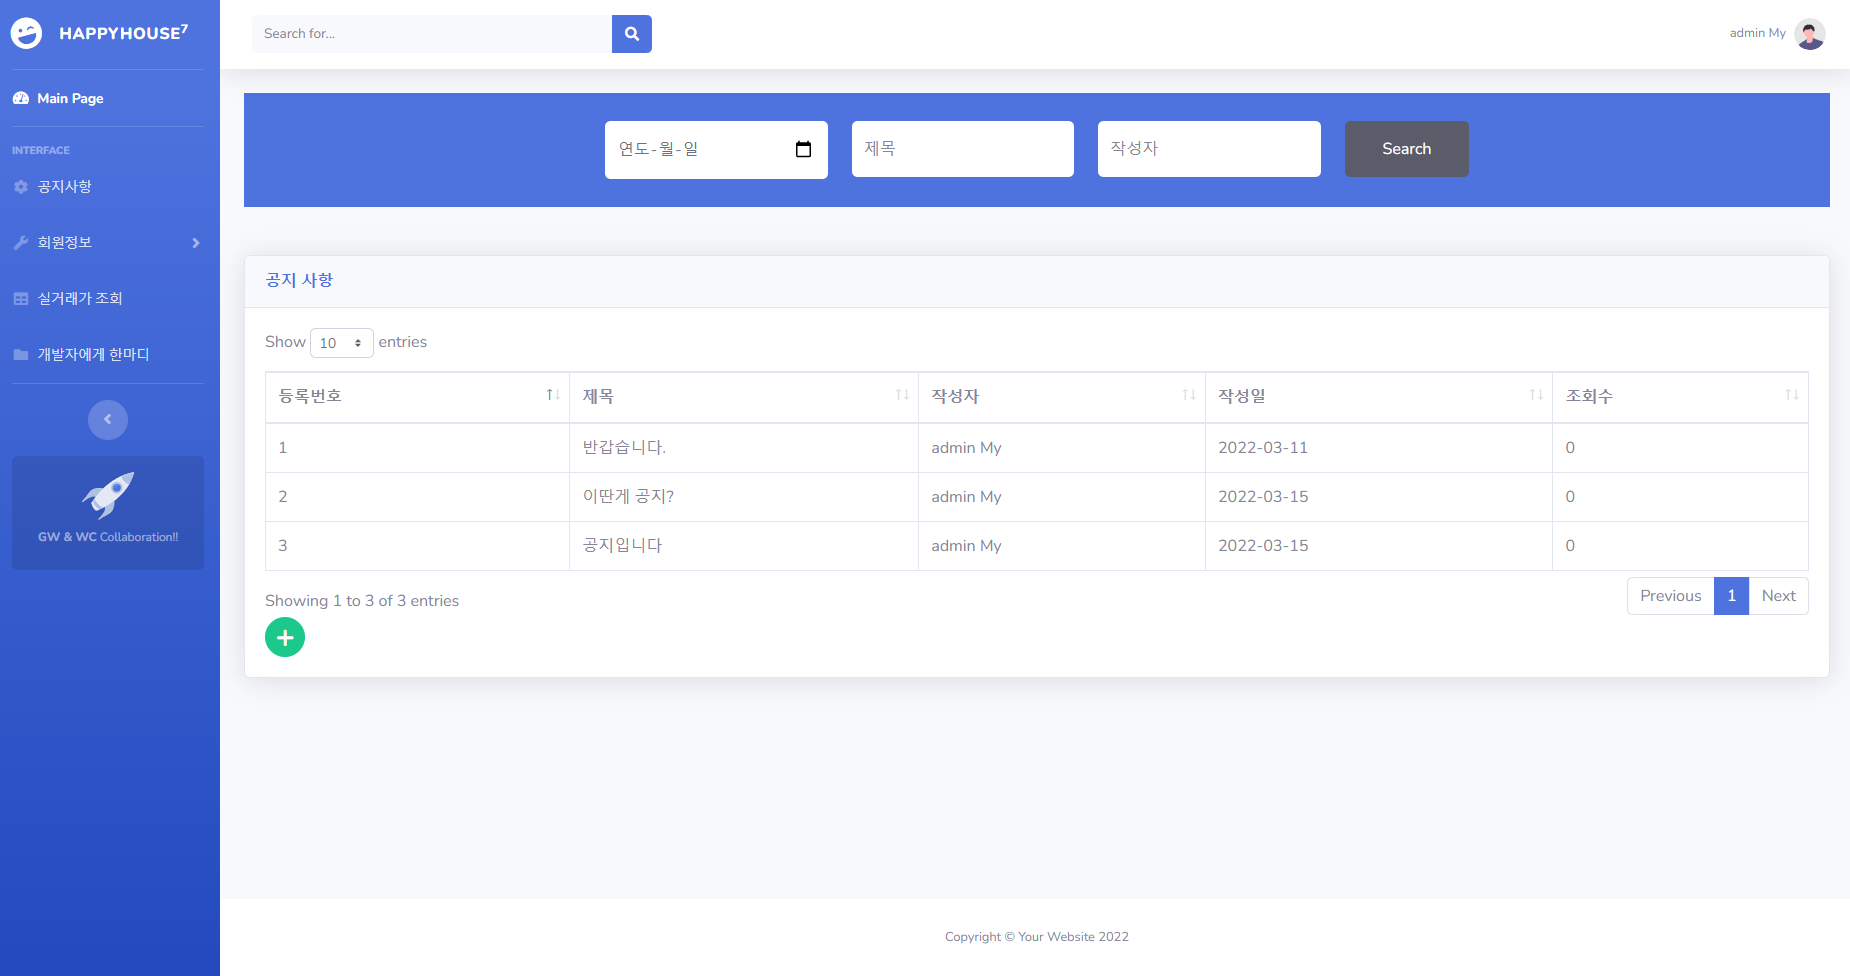 HAPPYHOUSE7
Search for...
admin My
Main Page
INTERFACE
공지사항
회원정보
실거래가 조회
개발자에게 한마디
GW & WC Collaboration!!
연도-월-일
제목
작성자
Search
공지 사항
Show 10 entries
등록번호 제목 작성자 작성일 조회수
1 반갑습니다. admin My 2022-03-11 0
2 이딴게 공지? admin My 2022-03-15 0
3 공지입니다 admin My 2022-03-15 0
Showing 1 to 3 of 3 entries
Previous 1 Next
Copyright © Your Website 2022